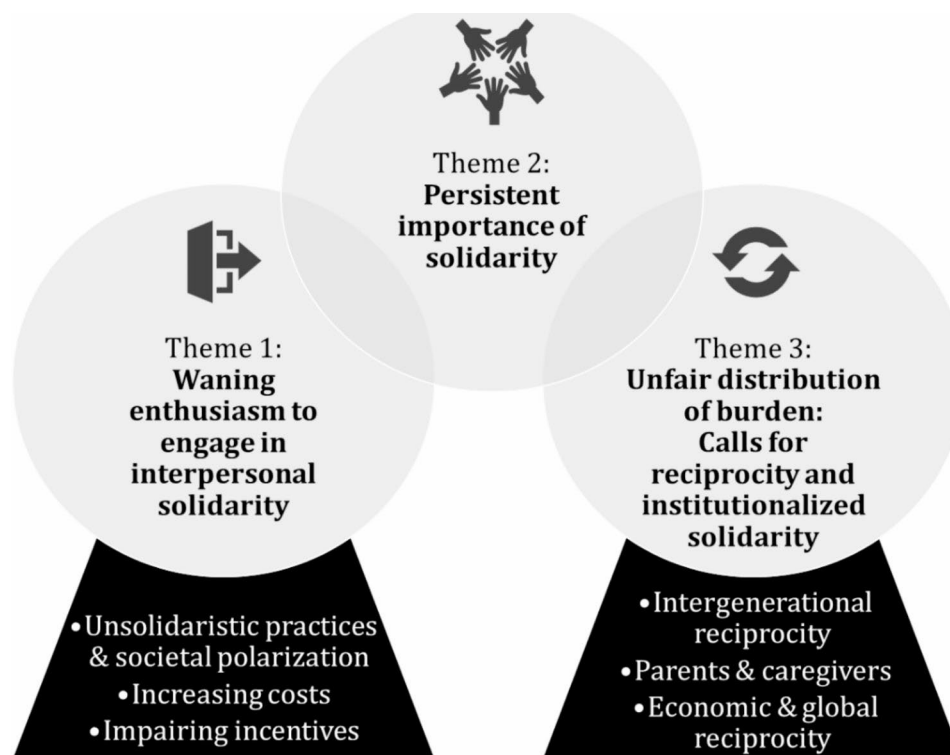 Theme 2:
Persistent
importance of
solidarity
Theme 1:
Waning
enthusiasm to
engage in
interpersonal
solidarity
Theme 3:
Unfair distribution
of burden:
Calls for
reciprocity and
institutionalized
solidarity
•Unsolidaristic practices
& societal polarization
•Increasing costs
•Impairing incentives
•Intergenerational
reciprocity
•Parents & caregivers
•Economic & global
reciprocity